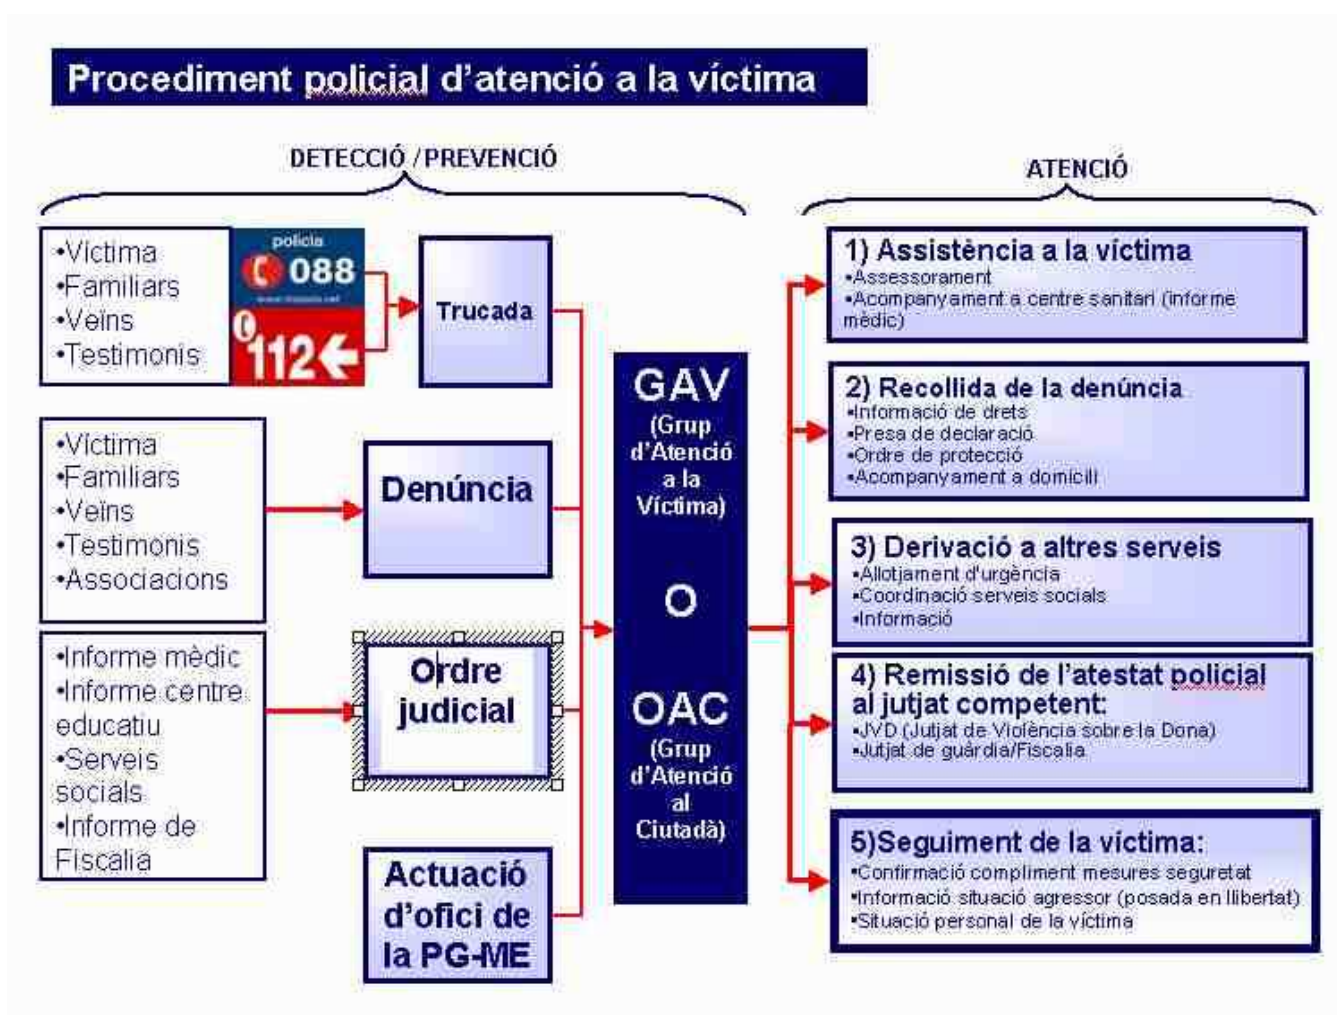 Procediment policial d'atenció a la víctima
DETECCIÓ /PREVENCIÓ
ATENCIÓ
•Víctima
•Familiars
•Veïns
•Testimonis
policia
088
112
Trucada
•Víctima
•Familiars
•Veïns
•Testimonis
•Associacions
Denúncia
•Informe mèdic
•Informe centre
educatiu
•Serveis
socials
•Informe de
Fiscalia
Ordre
judicial
Actuació
d'ofici de
la PG-ME
GAV
(Grup
d'Atenció
a la
Víctima)
O
OAC
(Grup
d'Atenció
al
Ciutadà)
1) Assistència a la víctima
•Assessorament
•Acompanyament a centre sanitari (informe
mèdic)
2) Recollida de la denúncia
•Informació de drets
•Presa de declaració
•Ordre de protecció
•Acompanyament a domicili
3) Derivació a altres serveis
•Allotjament d'urgència
•Coordinació serveis socials
•Informació
4) Remissió de l'atestat policial
al jutjat competent:
•JVD (Jutjat de Violència sobre la Dona)
•Jutjat de guàrdia/Fiscalia
5)Seguiment de la víctima:
•Confirmació compliment mesures seguretat
•Informació situació agressor (posada en llibertat)
•Situació personal de la víctima